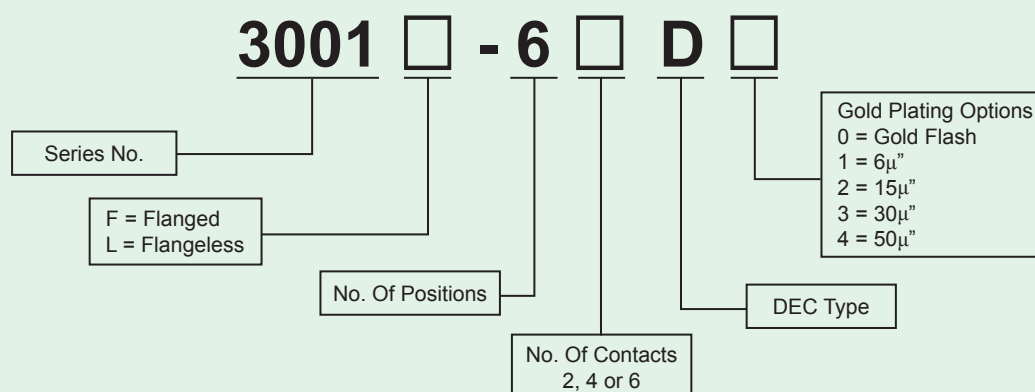 3001 □ - 6 □ D □
Series No.
F = Flanged
L = Flangeless
No. Of Positions
No. Of Contacts
2, 4 or 6
DEC Type
Gold Plating Options
0 = Gold Flash
1 = 6µ”
2 = 15µ”
3 = 30µ”
4 = 50µ”